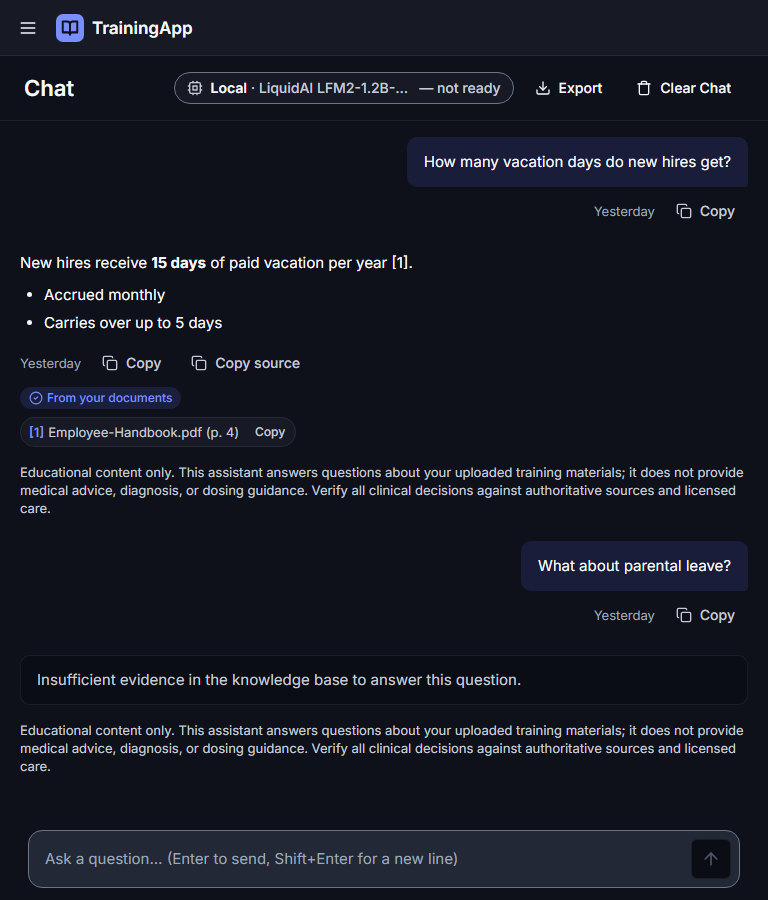 TrainingApp
Chat
Local · LiquidAI LFM2-1.2B-... — not ready
Export
Clear Chat
How many vacation days do new hires get?
Yesterday
Copy
New hires receive 15 days of paid vacation per year [1].
• Accrued monthly
• Carries over up to 5 days
Yesterday
Copy
Copy source
From your documents
[1] Employee-Handbook.pdf (p. 4)
Copy
Educational content only. This assistant answers questions about your uploaded training materials; it does not provide
medical advice, diagnosis, or dosing guidance. Verify all clinical decisions against authoritative sources and licensed
care.
What about parental leave?
Yesterday
Copy
Insufficient evidence in the knowledge base to answer this question.
Educational content only. This assistant answers questions about your uploaded training materials; it does not provide
medical advice, diagnosis, or dosing guidance. Verify all clinical decisions against authoritative sources and licensed
care.
Ask a question... (Enter to send, Shift+Enter for a new line)